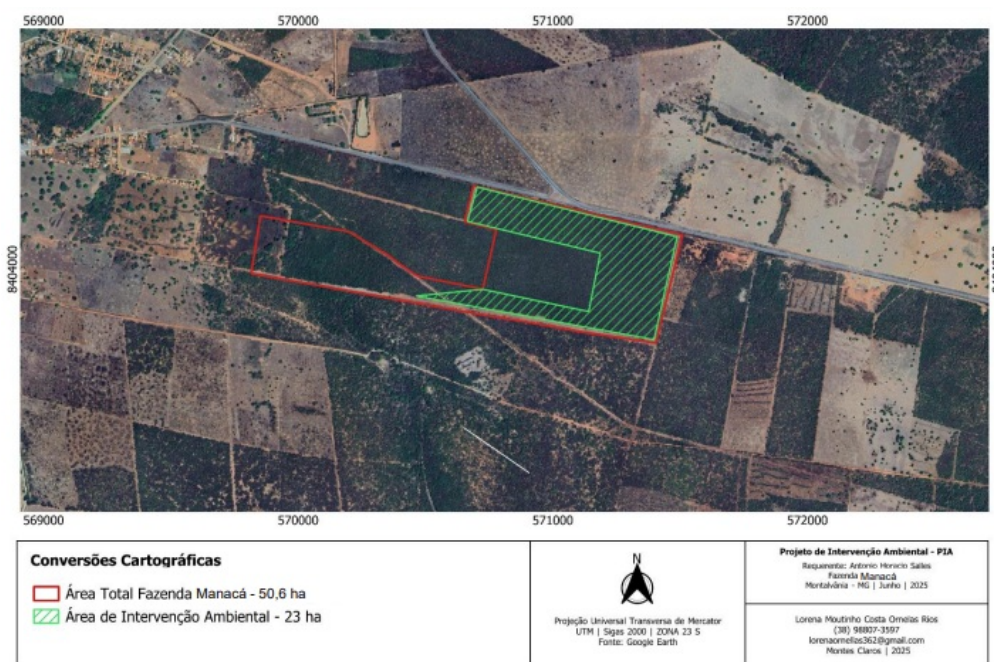 569000 570000 571000 572000
8404000
569000 570000 571000 572000
Conversões Cartográficas
Área Total Fazenda Manacá - 50,6 ha
Área de Intervenção Ambiental - 23 ha
N
Projeção Universal Transversa de Mercator
UTM | Sigas 2000 | ZONA 23 S
Fonte: Google Earth
Projeto de Intervenção Ambiental - PIA
Requerente: Antonio Horacio Salles
Fazenda Manacá
Montalvânia - MG | Junho | 2025
Lorena Moutinho Costa Ornelas Rios
(38) 98807-3597
lorenaornellas362@gmail.com
Montes Claros | 2025